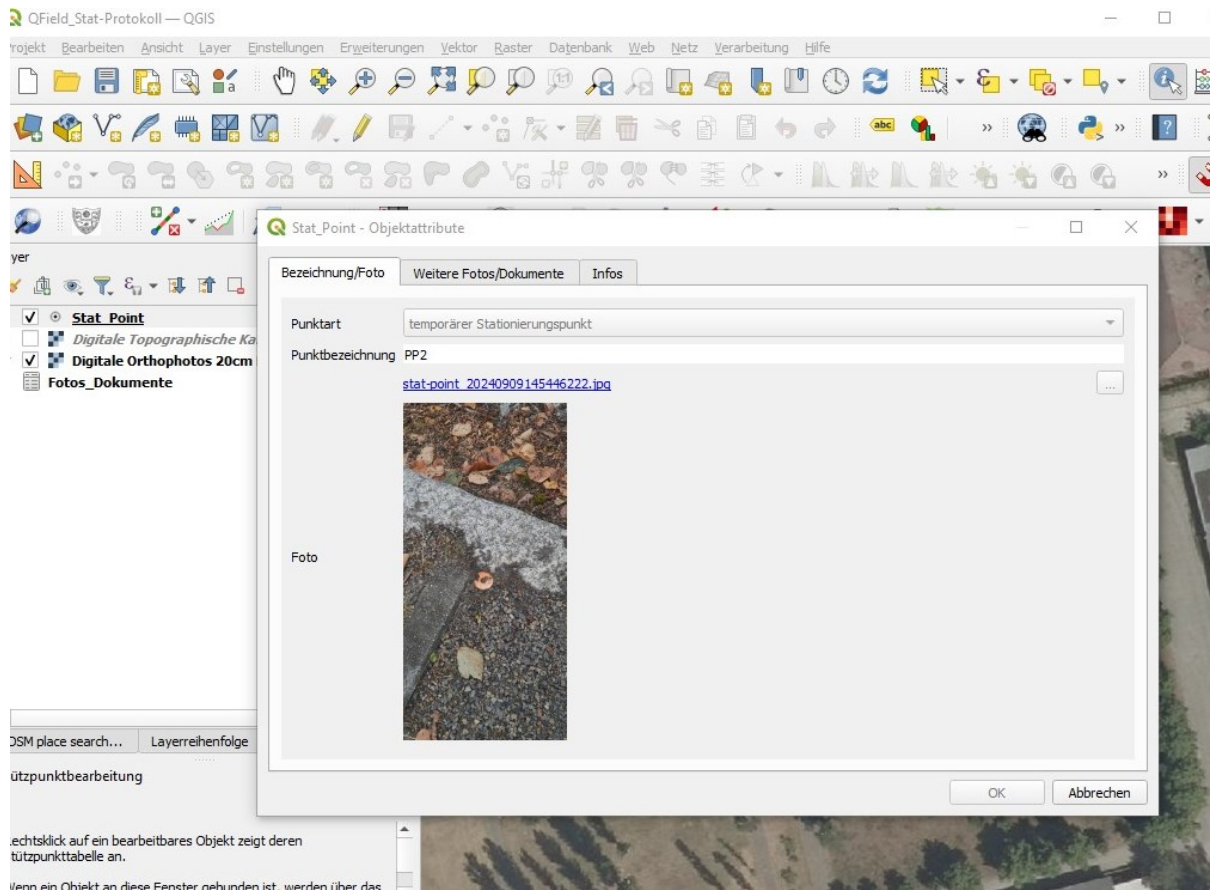 QField_Stat-Protokoll — QGIS
rojekt Bearbeiten Ansicht Layer Einstellungen Erweiterungen Vektor Raster Datenbank Web Netz Verarbeitung Hilfe
abc
Stat_Point - Objektattribute
yer
Bezeichnung/Foto Weitere Fotos/Dokumente Infos
Stat_Point
Digitale Topographische Ka
Digitale Orthophotos 20cm
Fotos_Dokumente
Punktart temporärer Stationierungspunkt
Punktbezeichnung PP2
stat-point_20240909145446222.jpg
...
Foto
OSM place search... Layerreihenfolge
ützpunktbearbeitung
OK Abbrechen
echtsklick auf ein bearbeitbares Objekt zeigt deren
tützpunkttabelle an.
Wenn ein Objekt an diese Fenster gebunden ist, werden über das